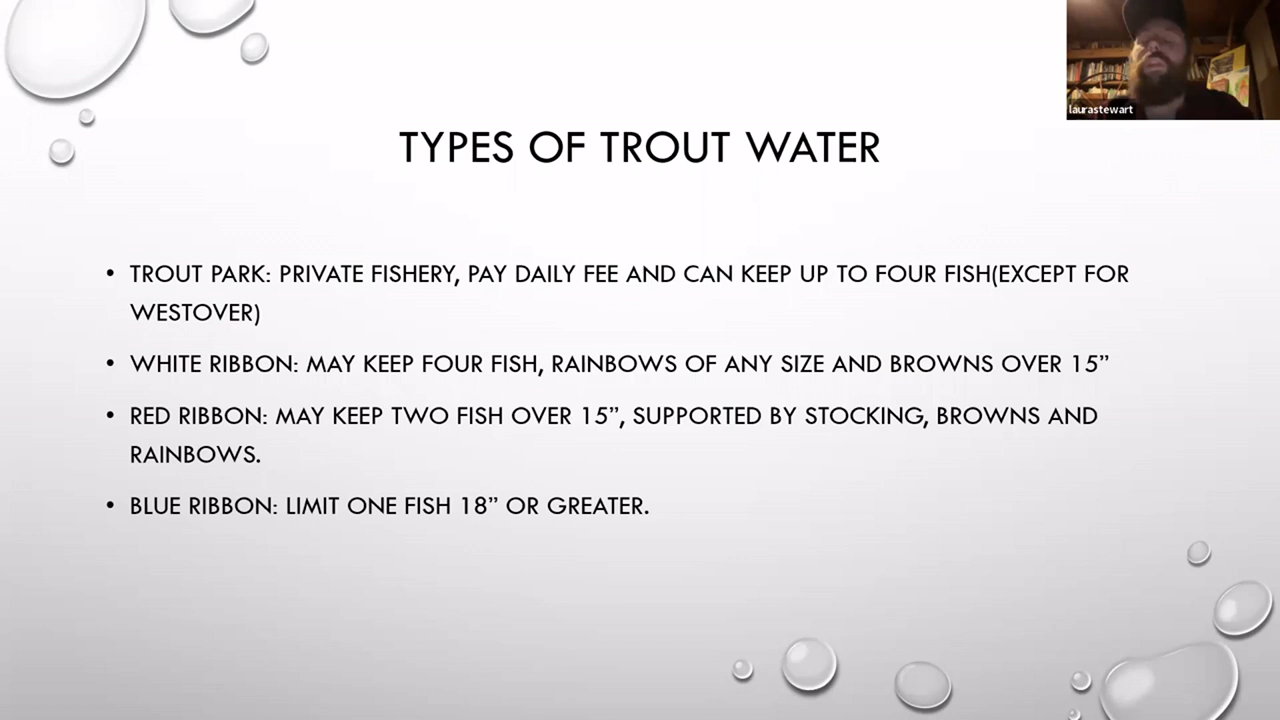 laurastewart
TYPES OF TROUT WATER
• TROUT PARK: PRIVATE FISHERY, PAY DAILY FEE AND CAN KEEP UP TO FOUR FISH(EXCEPT FOR
WESTOVER)
• WHITE RIBBON: MAY KEEP FOUR FISH, RAINBOWS OF ANY SIZE AND BROWNS OVER 15”
• RED RIBBON: MAY KEEP TWO FISH OVER 15”, SUPPORTED BY STOCKING, BROWNS AND
RAINBOWS.
• BLUE RIBBON: LIMIT ONE FISH 18” OR GREATER.